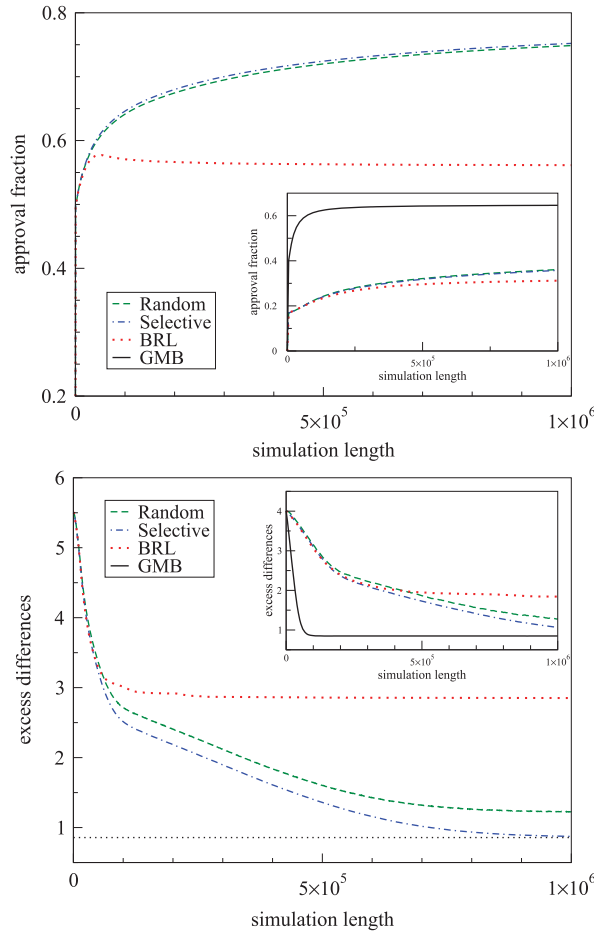 0.8
0.6
0.4
0.2
approval fraction
Random
Selective
BRL
GMB
0.6
0.4
0.2
0
approval fraction
0
5×10⁵
1×10⁶
simulation length
0
5×10⁵
1×10⁶
simulation length
6
5
4
3
2
1
excess differences
Random
Selective
BRL
GMB
4
3
2
1
excess differences
0
5×10⁵
1×10⁶
simulation length
0
5×10⁵
1×10⁶
simulation length